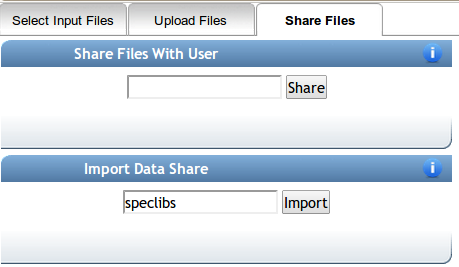 Select Input Files Upload Files Share Files
Share Files With User
Share
Import Data Share
speclibs Import